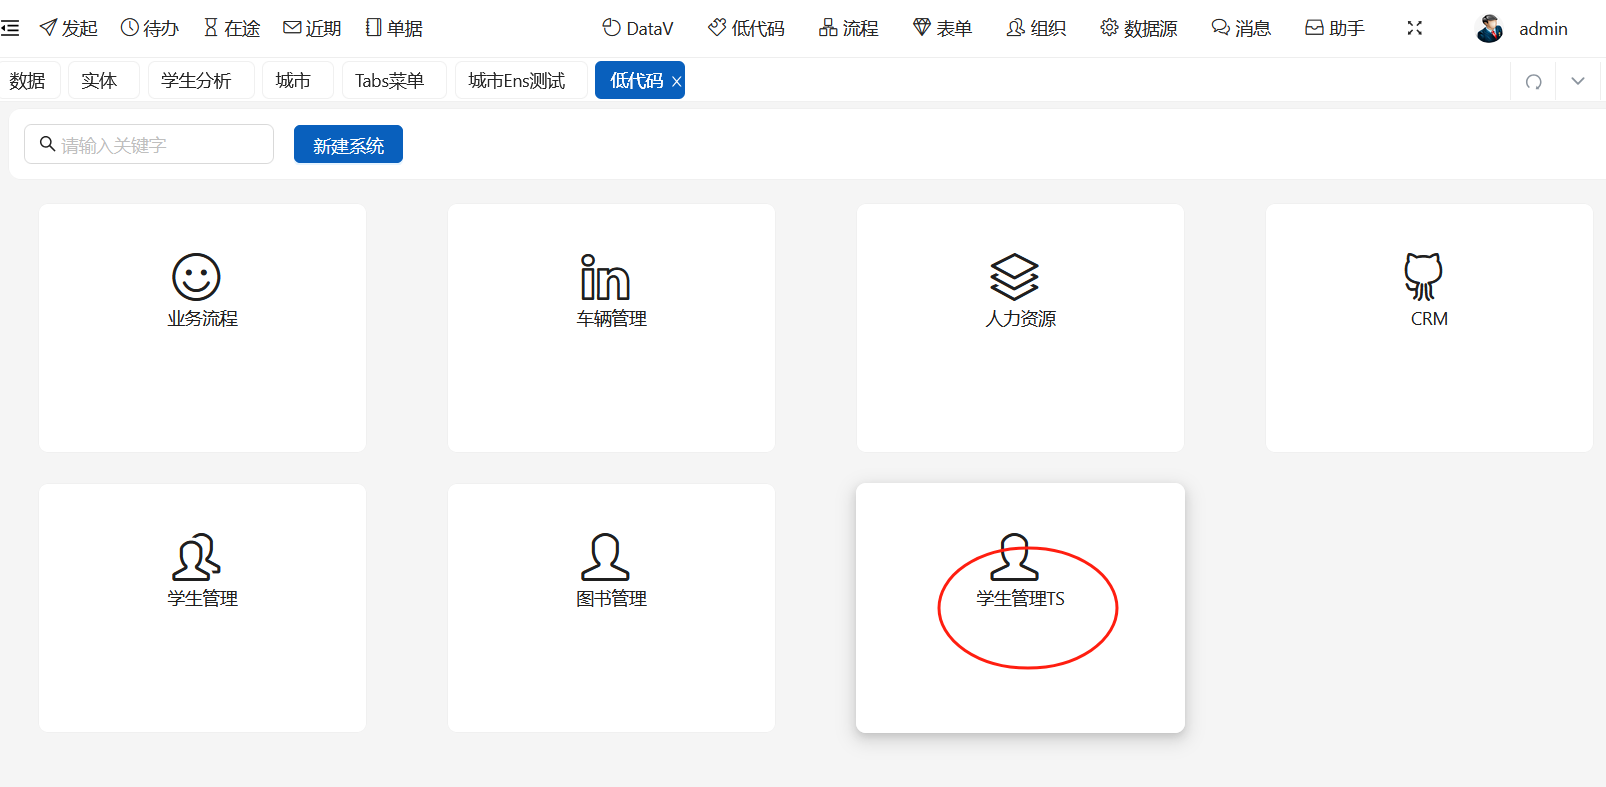 发起 待办 在途 近期 单据 DataV 低代码 流程 表单 组织 数据源 消息 助手 admin
数据 实体 学生分析 城市 Tabs菜单 城市Ens测试 低代码
请输入关键字 新建系统
业务流程 车辆管理 人力资源 CRM
学生管理 图书管理 学生管理TS